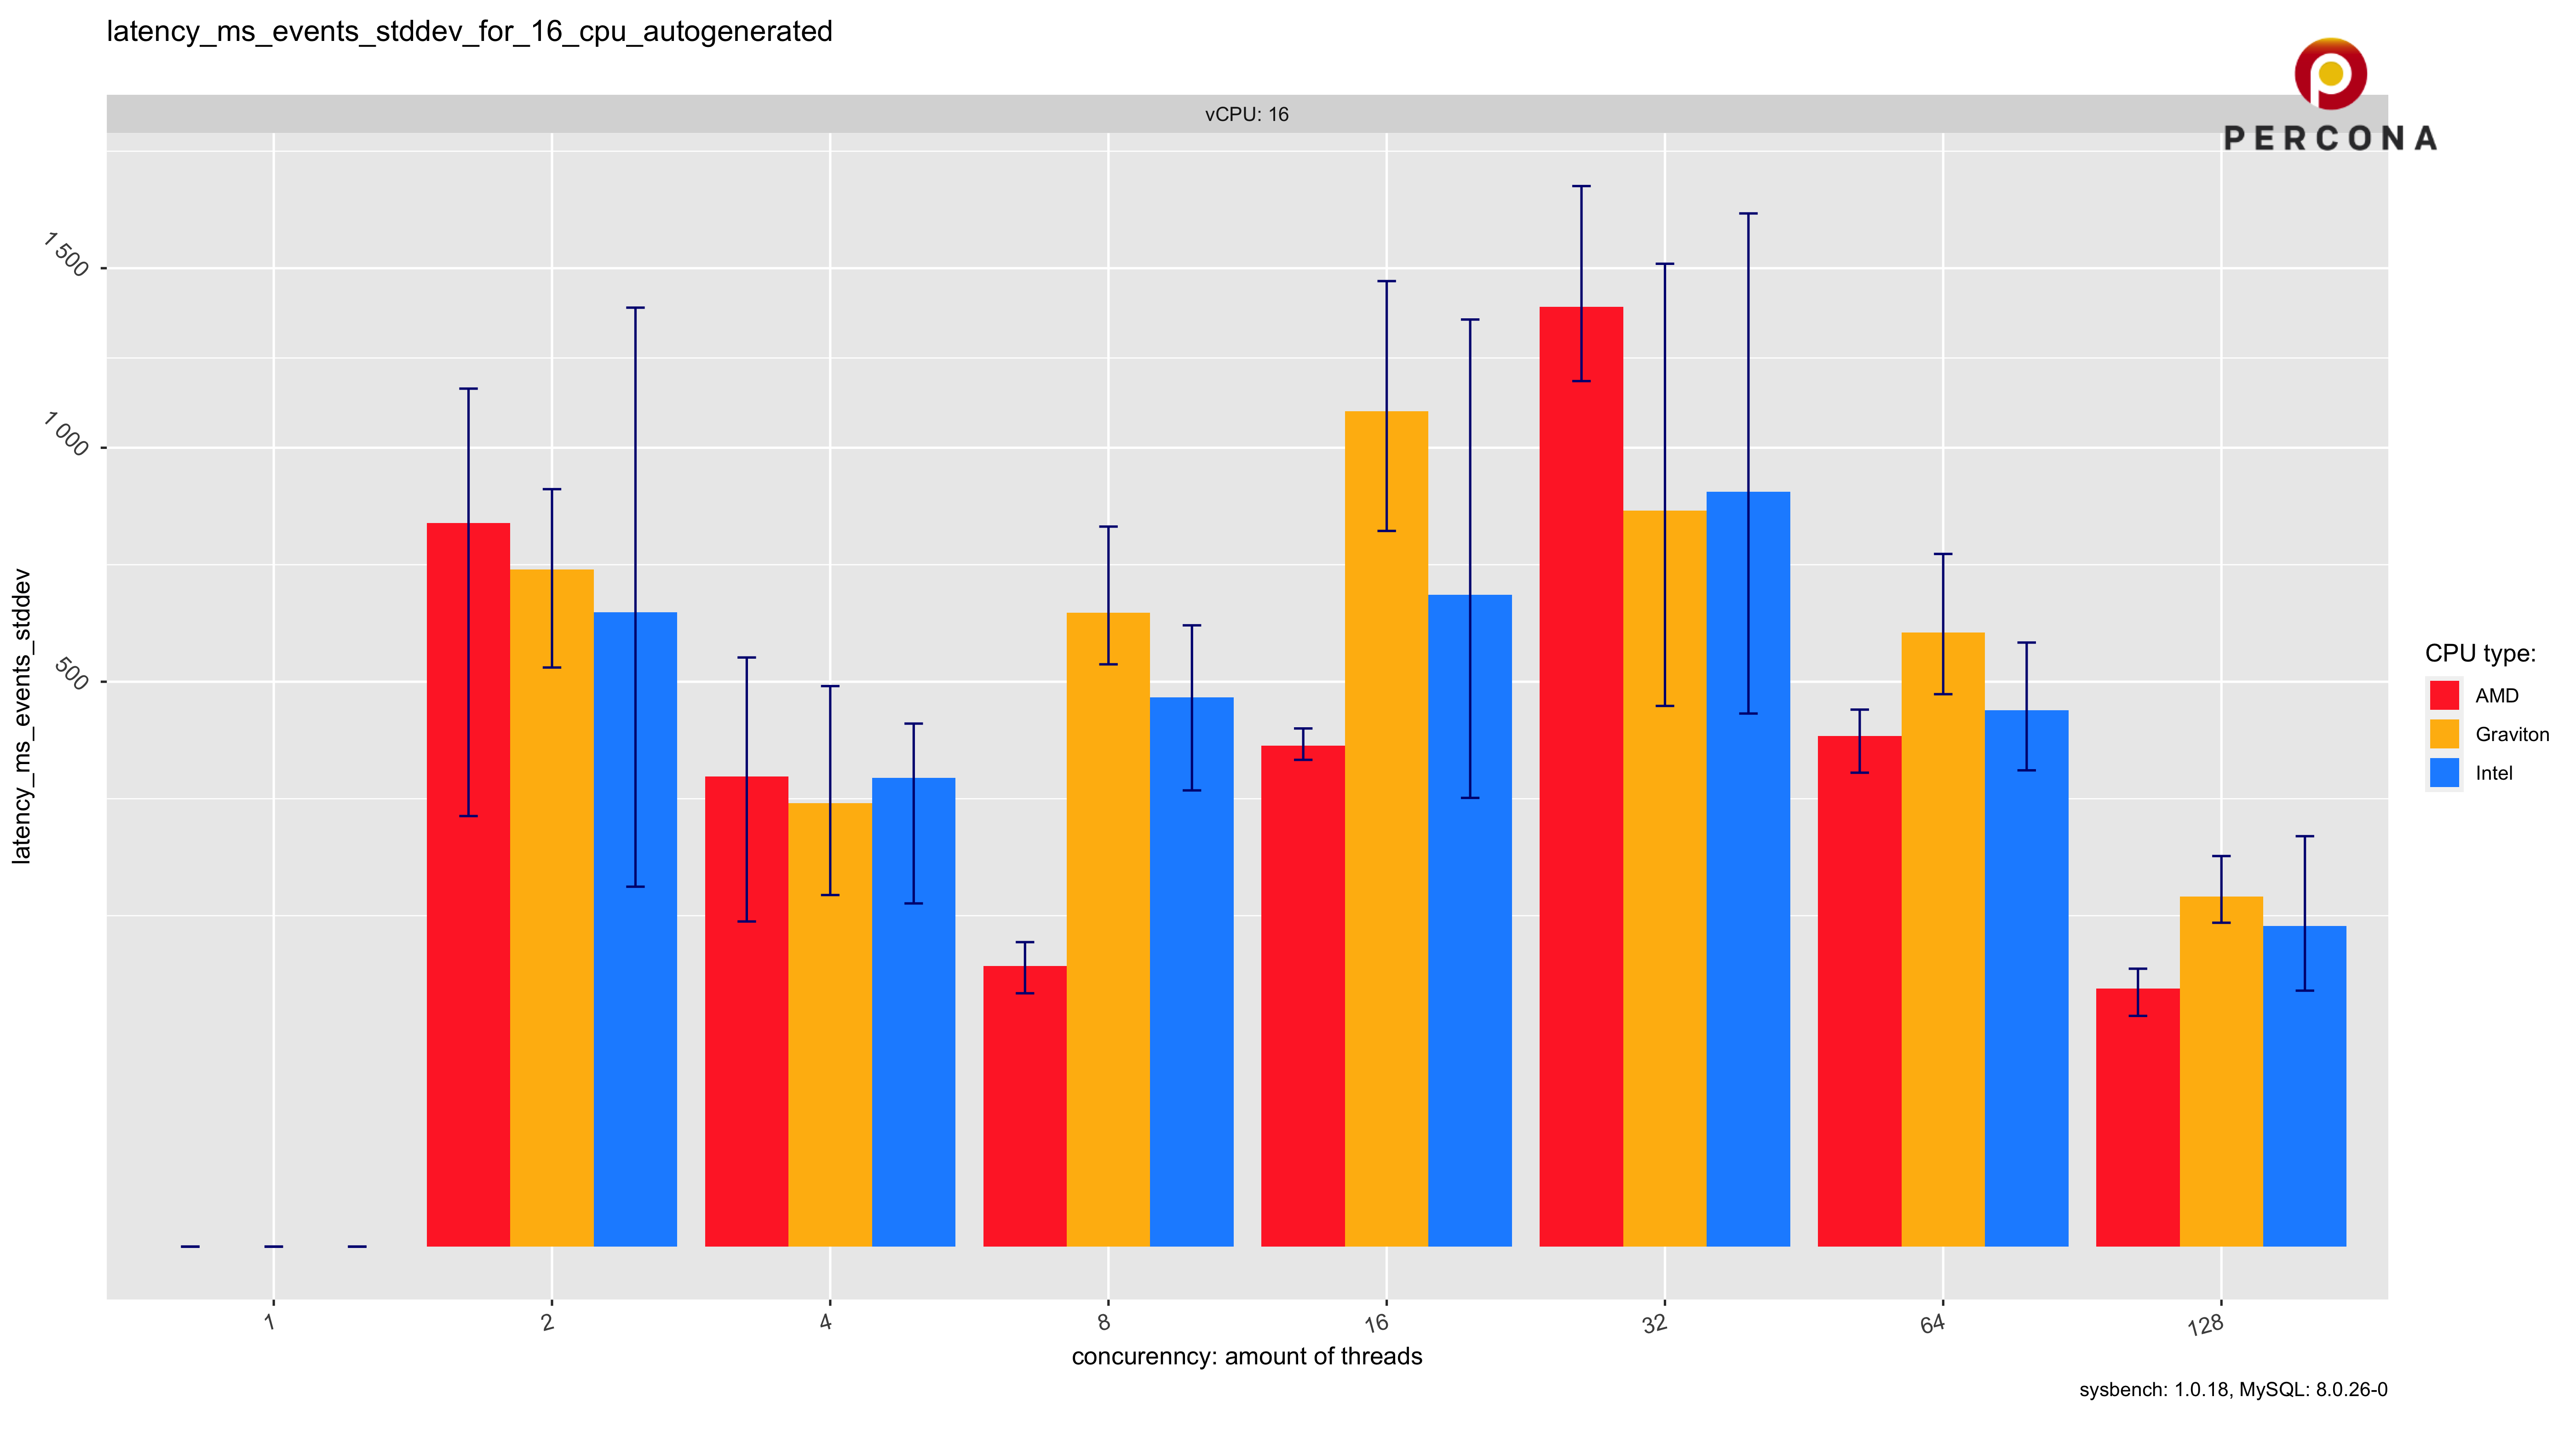 latency_ms_events_stddev_for_16_cpu_autogenerated
PERCONA
vCPU: 16
1 500
1 000
500
latency_ms_events_stddev
1
2
4
8
16
32
64
128
concurenncy: amount of threads
CPU type:
AMD
Graviton
Intel
sysbench: 1.0.18, MySQL: 8.0.26-0